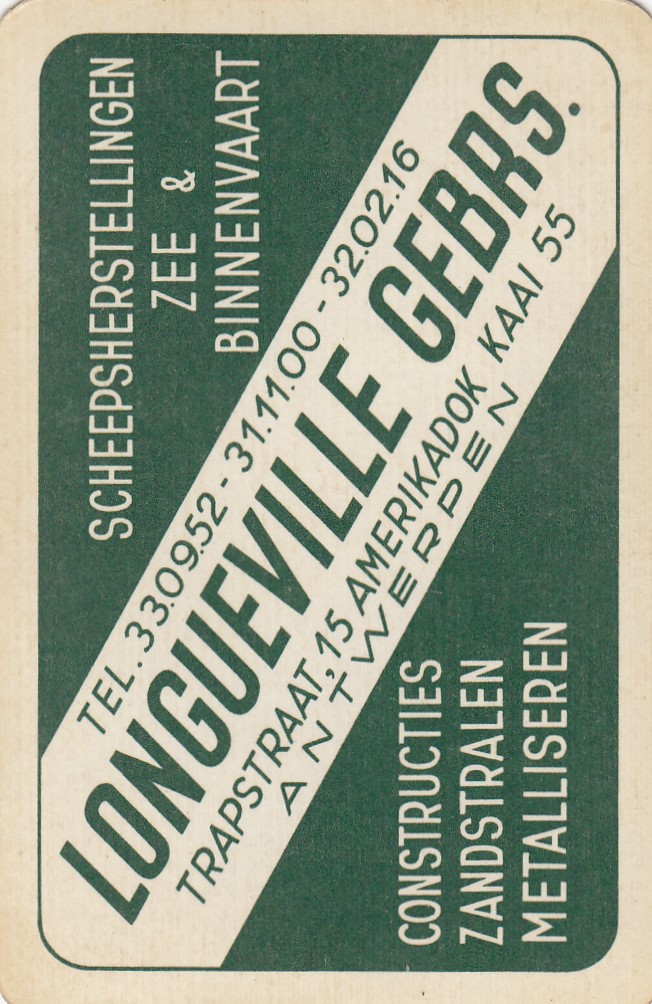 SCHEEPSHERSTELLINGEN
ZEE &
BINNENVAART
TEL. 33.09.52 - 31.11.00 - 32.02.16
LONGUEVILLE GEBRS.
TRAPSTRAAT, 15 AMERIKADOK KAAI 55
ANTWERPEN
CONSTRUCTIES
ZANDSTRALEN
METALLISEREN